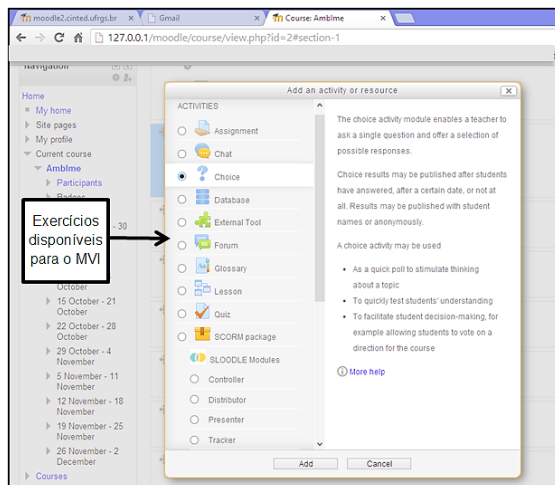 moodle2.cinted.ufrgs.br
Gmail
Course: Amblme
127.0.0.1/moodle/course/view.php?id=2#section-1
Navigation
Home
My home
Site pages
My profile
Current course
Amblme
Participants
Badges
- 30
October
15 October - 21
October
22 October - 28
October
29 October - 4
November
5 November - 11
November
12 November - 18
November
19 November - 25
November
26 November - 2
December
Courses
Exercícios
disponíveis
para o MVI
Add an activity or resource
ACTIVITIES
Assignment
Chat
Choice
Database
External Tool
Forum
Glossary
Lesson
Quiz
SCORM package
SLOODLE Modules
Controller
Distributor
Presenter
Tracker
The choice activity module enables a teacher to
ask a single question and offer a selection of
possible responses.
Choice results may be published after students
have answered, after a certain date, or not at
all. Results may be published with student
names or anonymously.
A choice activity may be used
As a quick poll to stimulate thinking
about a topic
To quickly test students' understanding
To facilitate student decision-making, for
example allowing students to vote on a
direction for the course
More help
Add
Cancel